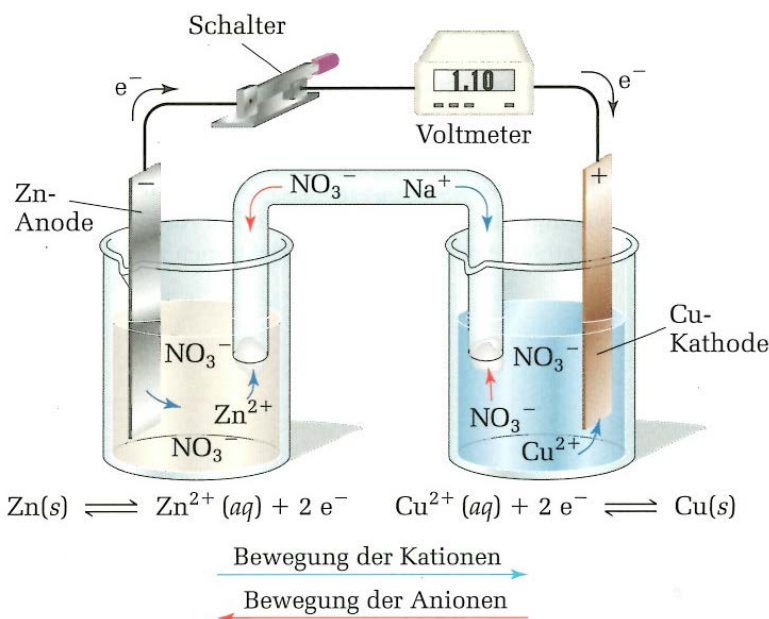 Schalter
e⁻
1.10
e⁻
Voltmeter
−
NO₃⁻
Na⁺
+
Zn-
Anode
Cu-
Kathode
NO₃⁻
NO₃⁻
Zn²⁺
NO₃⁻
NO₃⁻
Cu²⁺
Zn(s) ⇌ Zn²⁺ (aq) + 2 e⁻
Cu²⁺ (aq) + 2 e⁻ ⇌ Cu(s)
Bewegung der Kationen
Bewegung der Anionen